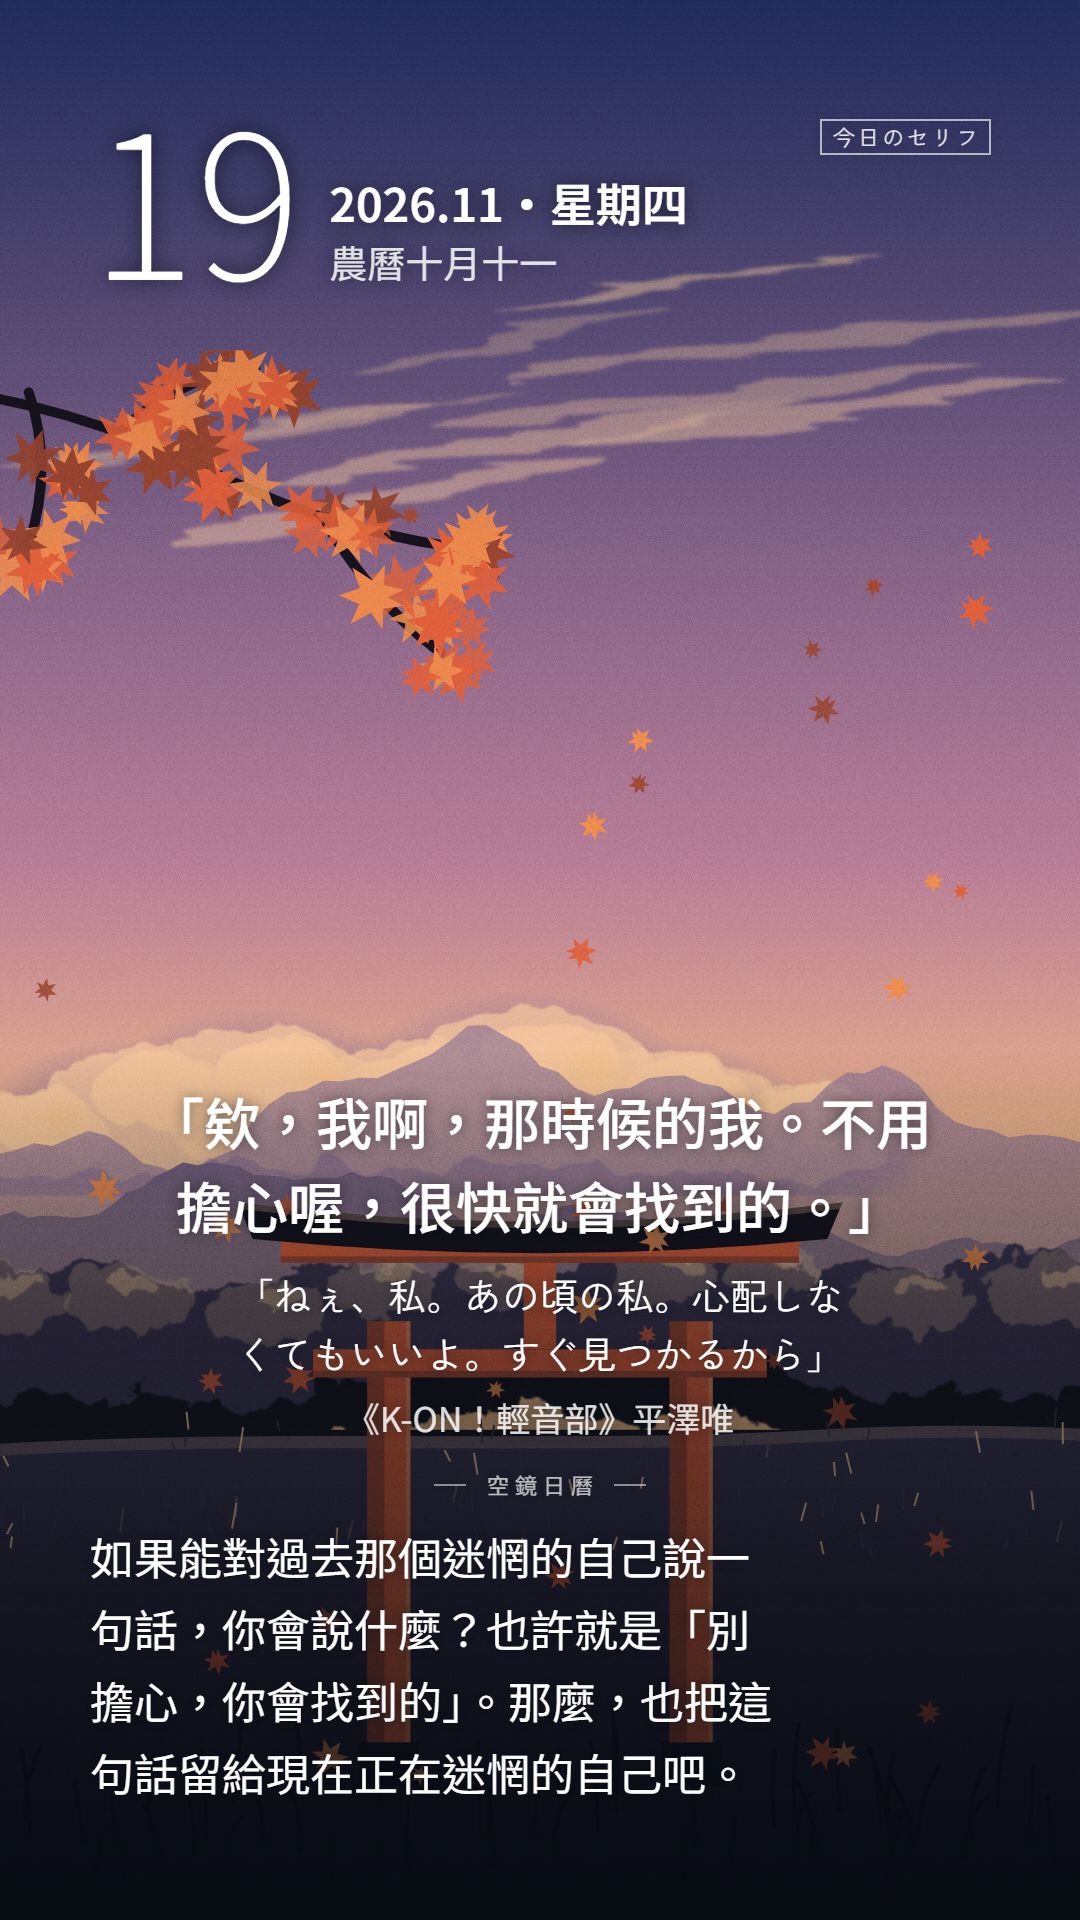 今日のセリフ
19
2026.11・星期四
農曆十月十一
「欸，我啊，那時候的我。不用
擔心喔，很快就會找到的。」
「ねぇ、私。あの頃の私。心配しな
くてもいいよ。すぐ見つかるから」
《K-ON！輕音部》平澤唯
— 空鏡日曆 —
如果能對過去那個迷惘的自己說一
句話，你會說什麼？也許就是「別
擔心，你會找到的」。那麼，也把這
句話留給現在正在迷惘的自己吧。